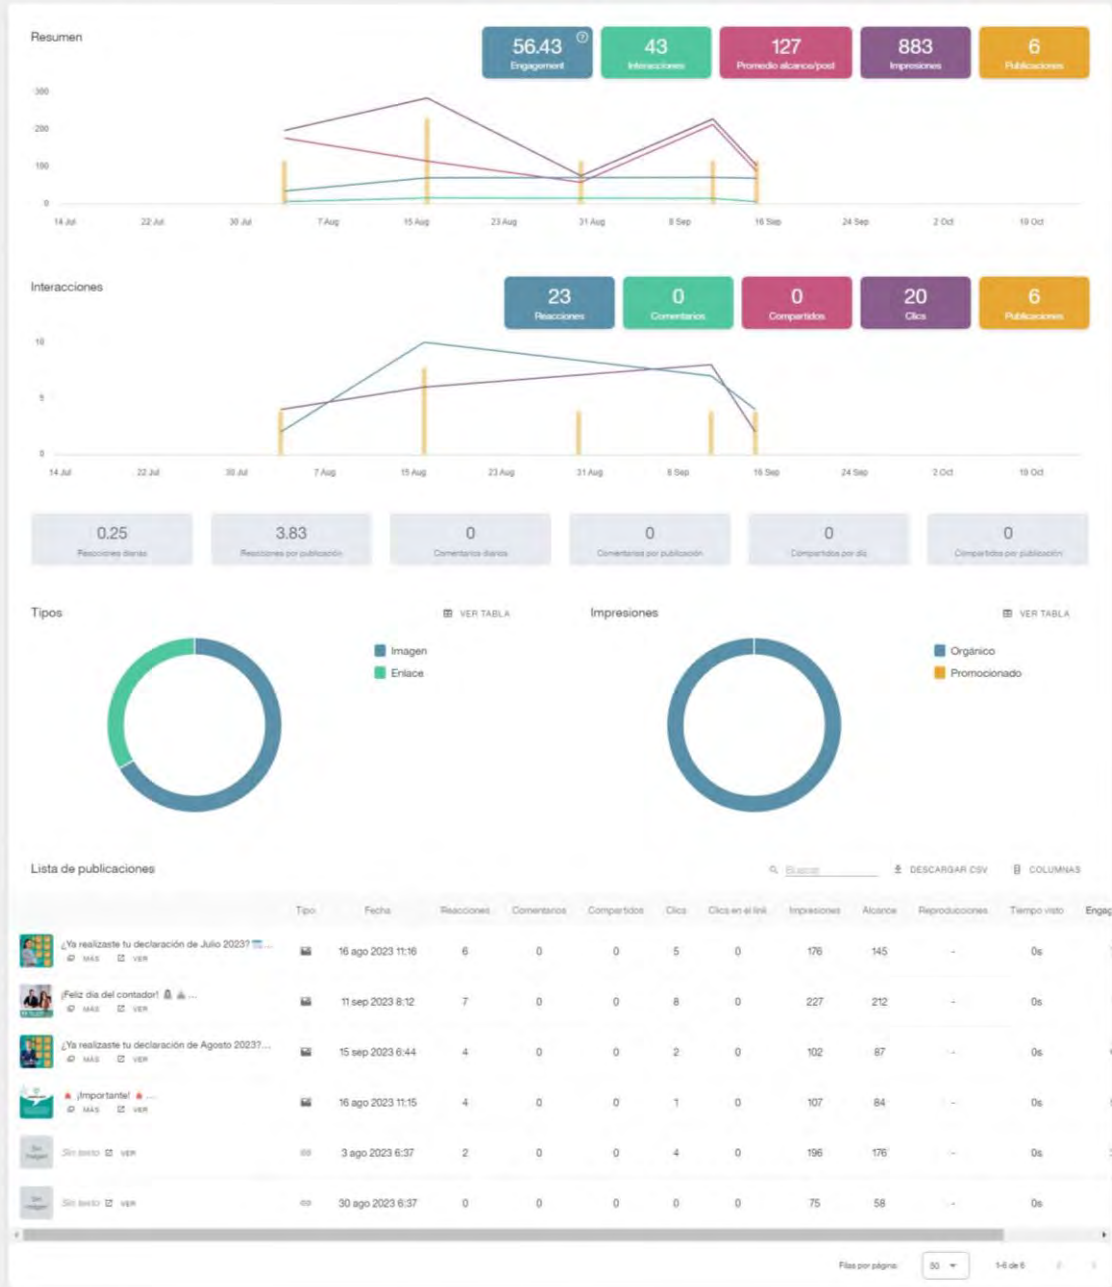 Resumen
56.43
Engagement
43
Interacciones
127
Promedio alcance/post
883
Impresiones
6
Publicaciones
300
200
100
0
14 Jul 22 Jul 30 Jul 7 Aug 15 Aug 23 Aug 31 Aug 8 Sep 16 Sep 24 Sep 2 Oct 19 Oct
Interacciones
23
Reacciones
0
Comentarios
0
Compartidos
20
Clics
6
Publicaciones
10
5
0
14 Jul 22 Jul 30 Jul 7 Aug 15 Aug 23 Aug 31 Aug 8 Sep 16 Sep 24 Sep 2 Oct 19 Oct
0.25
Reacciones diarias
3.83
Reacciones por publicación
0
Comentarios diarios
0
Comentarios por publicación
0
Compartidos por día
0
Compartidos por publicación
Tipos
VER TABLA
Imagen
Enlace
Impresiones
VER TABLA
Orgánico
Promocionado
Lista de publicaciones
Buscar
DESCARGAR CSV
COLUMNAS
Tipo Fecha Reacciones Comentarios Compartidos Clics Clics en el link Impresiones Alcance Reproducciones Tiempo visto Engag
¿Ya realizaste tu declaración de Julio 2023? ...
MÁS VER
16 ago 2023 11:16 6 0 0 5 0 176 145 - 0s
¡Feliz día del contador! ...
MÁS VER
11 sep 2023 8:12 7 0 0 8 0 227 212 - 0s
¿Ya realizaste tu declaración de Agosto 2023?...
MÁS VER
15 sep 2023 6:44 4 0 0 2 0 102 87 - 0s
¡Importante! ...
MÁS VER
16 ago 2023 11:15 4 0 0 1 0 107 84 - 0s
Sin imagen
Sin texto VER
3 ago 2023 6:37 2 0 0 4 0 196 176 - 0s
Sin imagen
Sin texto VER
30 ago 2023 6:37 0 0 0 0 0 75 58 - 0s
Filas por página: 50 1-6 de 6